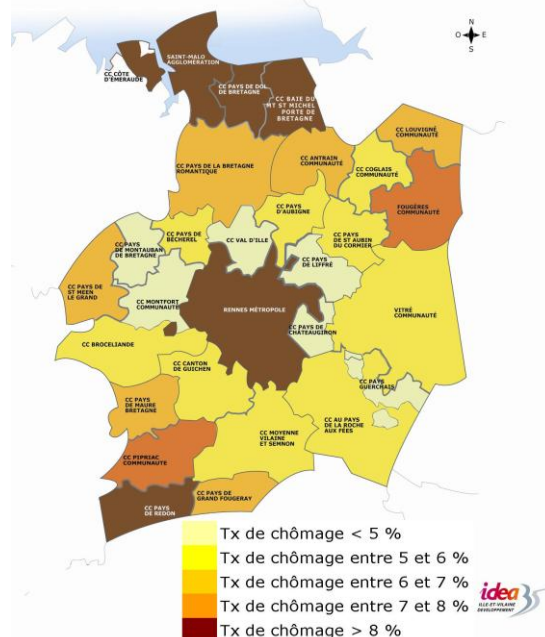 N
O E
S
SAINT-MALO
AGGLOMÉRATION
CC CÔTE
D'ÉMERAUDE
CC PAYS DE DOL
DE BRETAGNE
CC BAIE DU
MT ST MICHEL
PORTE DE
BRETAGNE
CC LOUVIGNÉ
COMMUNAUTÉ
CC PAYS DE LA BRETAGNE
ROMANTIQUE
CC ANTRAIN
COMMUNAUTÉ
CC COGLAIS
COMMUNAUTÉ
FOUGÈRES
COMMUNAUTÉ
CC PAYS
D'AUBIGNE
CC PAYS DE
BÉCHEREL
CC VAL D'ILLE
CC PAYS
DE ST AUBIN
DU CORMIER
CC PAYS
DE MONTAUBAN
DE BRETAGNE
CC PAYS
DE LIFFRÉ
CC PAYS DE
ST MEEN
LE GRAND
CC MONTFORT
COMMUNAUTÉ
RENNES MÉTROPOLE
VITRÉ
COMMUNAUTÉ
CC PAYS DE
CHÂTEAUGIRON
CC BROCELIANDE
CC CANTON
DE GUICHEN
CC PAYS
GUERCHAIS
CC PAYS
DE MAURE
BRETAGNE
CC AU PAYS
DE LA ROCHE
AUX FÉES
CC MOYENNE
VILAINE
ET SEMNON
CC PIPRIAC
COMMUNAUTÉ
CC PAYS DE
GRAND FOUGERAY
CC PAYS
DE REDON
Tx de chômage < 5 %
Tx de chômage entre 5 et 6 %
Tx de chômage entre 6 et 7 %
Tx de chômage entre 7 et 8 %
Tx de chômage > 8 %
idea 35
ILLE-ET-VILAINE
DÉVELOPPEMENT